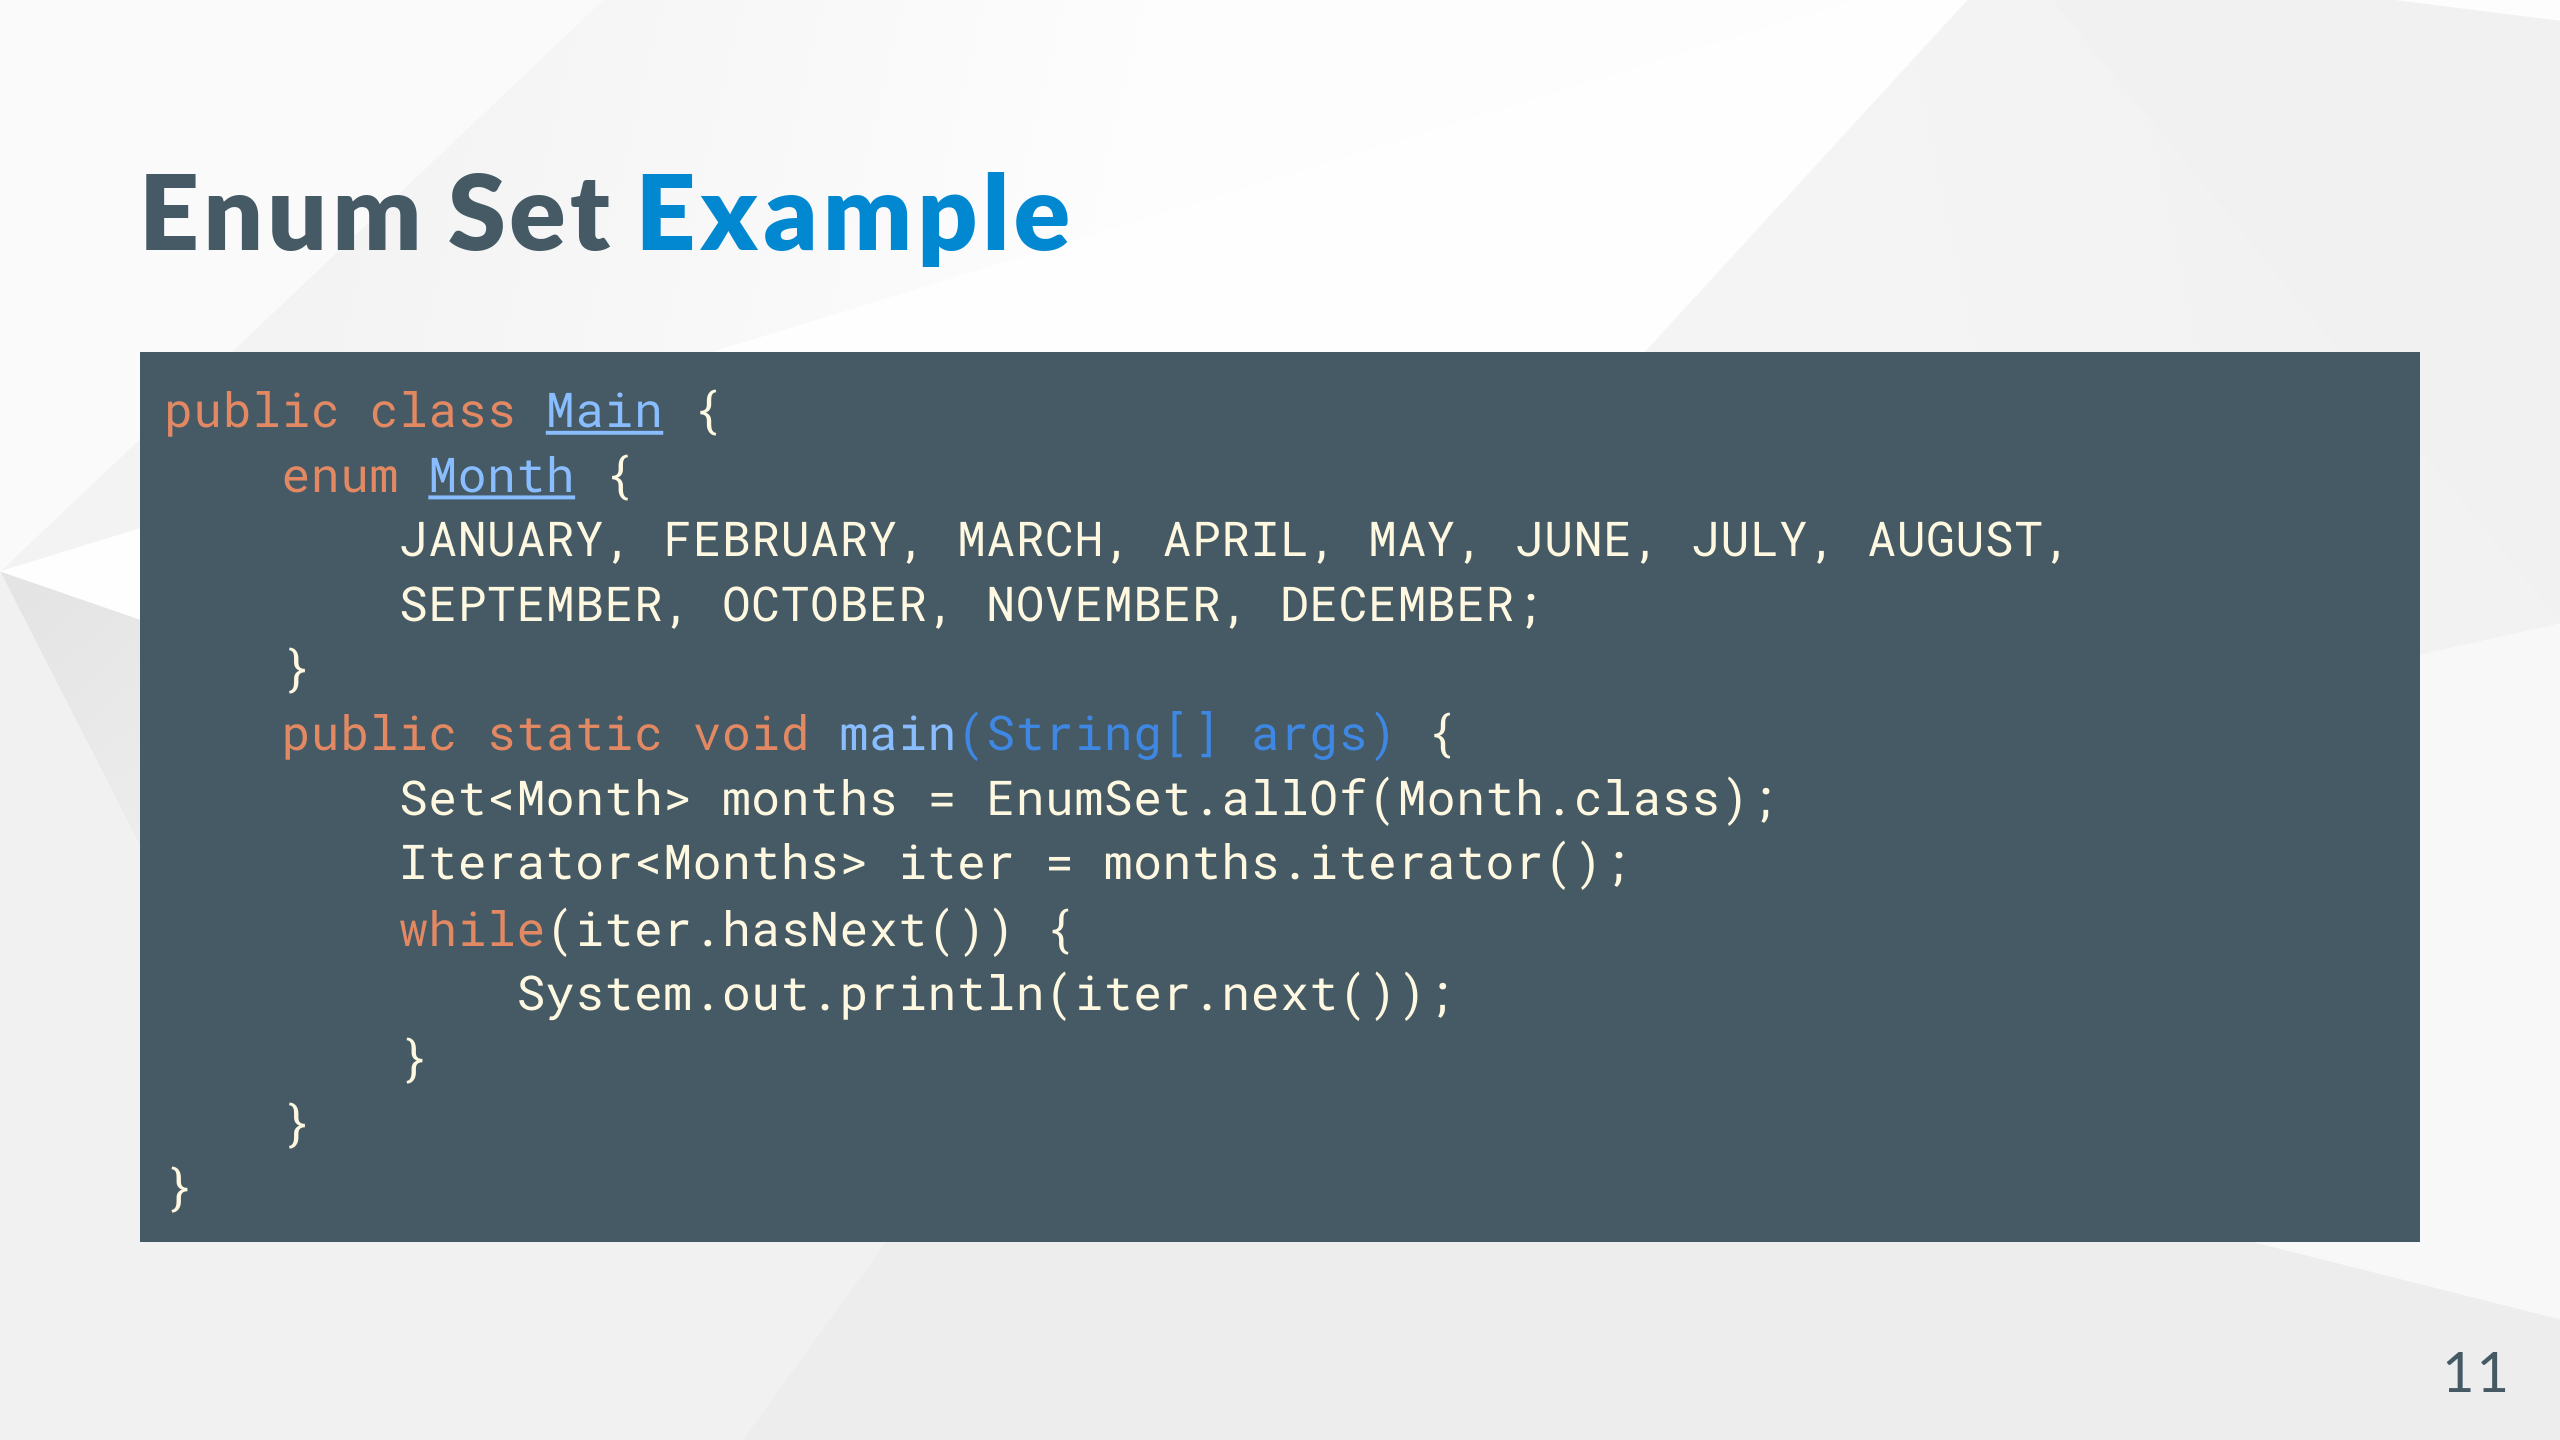 Enum Set Example
public class Main {
    enum Month {
        JANUARY, FEBRUARY, MARCH, APRIL, MAY, JUNE, JULY, AUGUST,
        SEPTEMBER, OCTOBER, NOVEMBER, DECEMBER;
    }
    public static void main(String[] args) {
        Set<Month> months = EnumSet.allOf(Month.class);
        Iterator<Months> iter = months.iterator();
        while(iter.hasNext()) {
            System.out.println(iter.next());
        }
    }
}
11